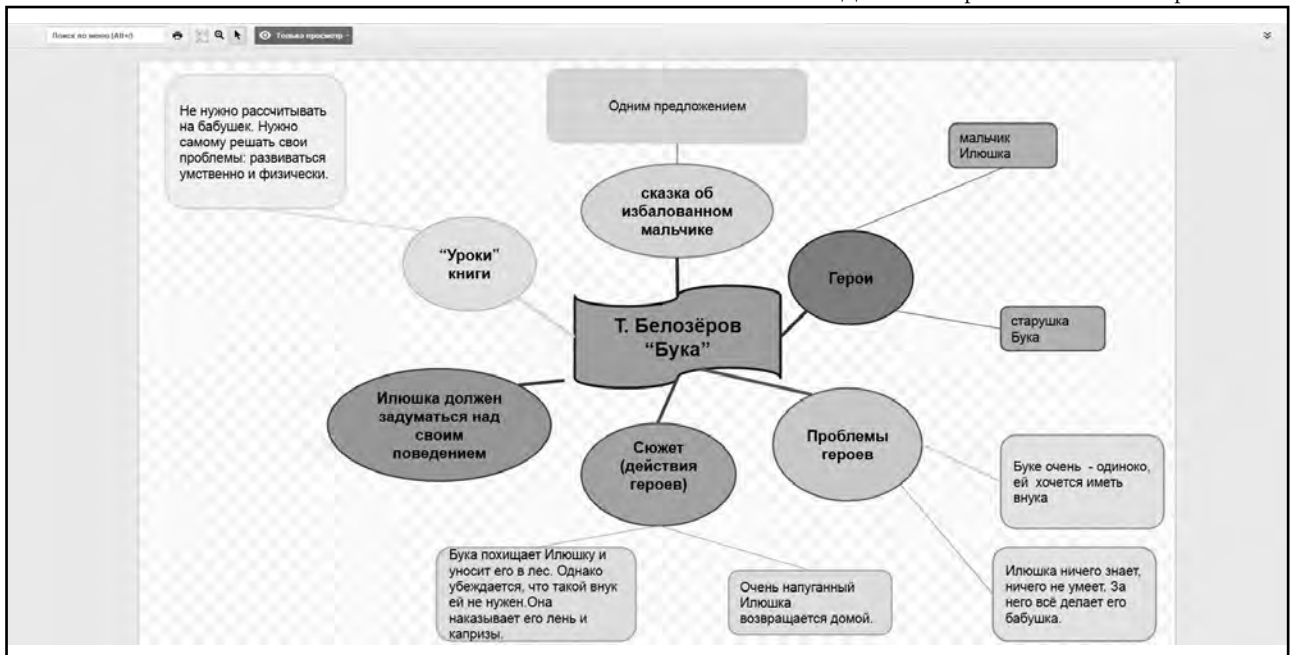 Поиск по меню (Alt+/)
Только просмотр
Одним предложением
Не нужно рассчитывать
на бабушек. Нужно
самому решать свои
проблемы: развиваться
умственно и физически.
мальчик
Илюшка
сказка об
избалованном
мальчике
"Уроки"
книги
Герои
Т. Белозёров
"Бука"
старушка
Бука
Илюшка должен
задуматься над
своим
поведением
Сюжет
(действия
героев)
Проблемы
героев
Буке очень - одиноко,
ей хочется иметь
внука
Бука похищает Илюшку и
уносит его в лес. Однако
убеждается, что такой внук
ей не нужен.Она
наказывает его лень и
капризы.
Очень напуганный
Илюшка
возвращается домой.
Илюшка ничего знает,
ничего не умеет. За
него всё делает его
бабушка.